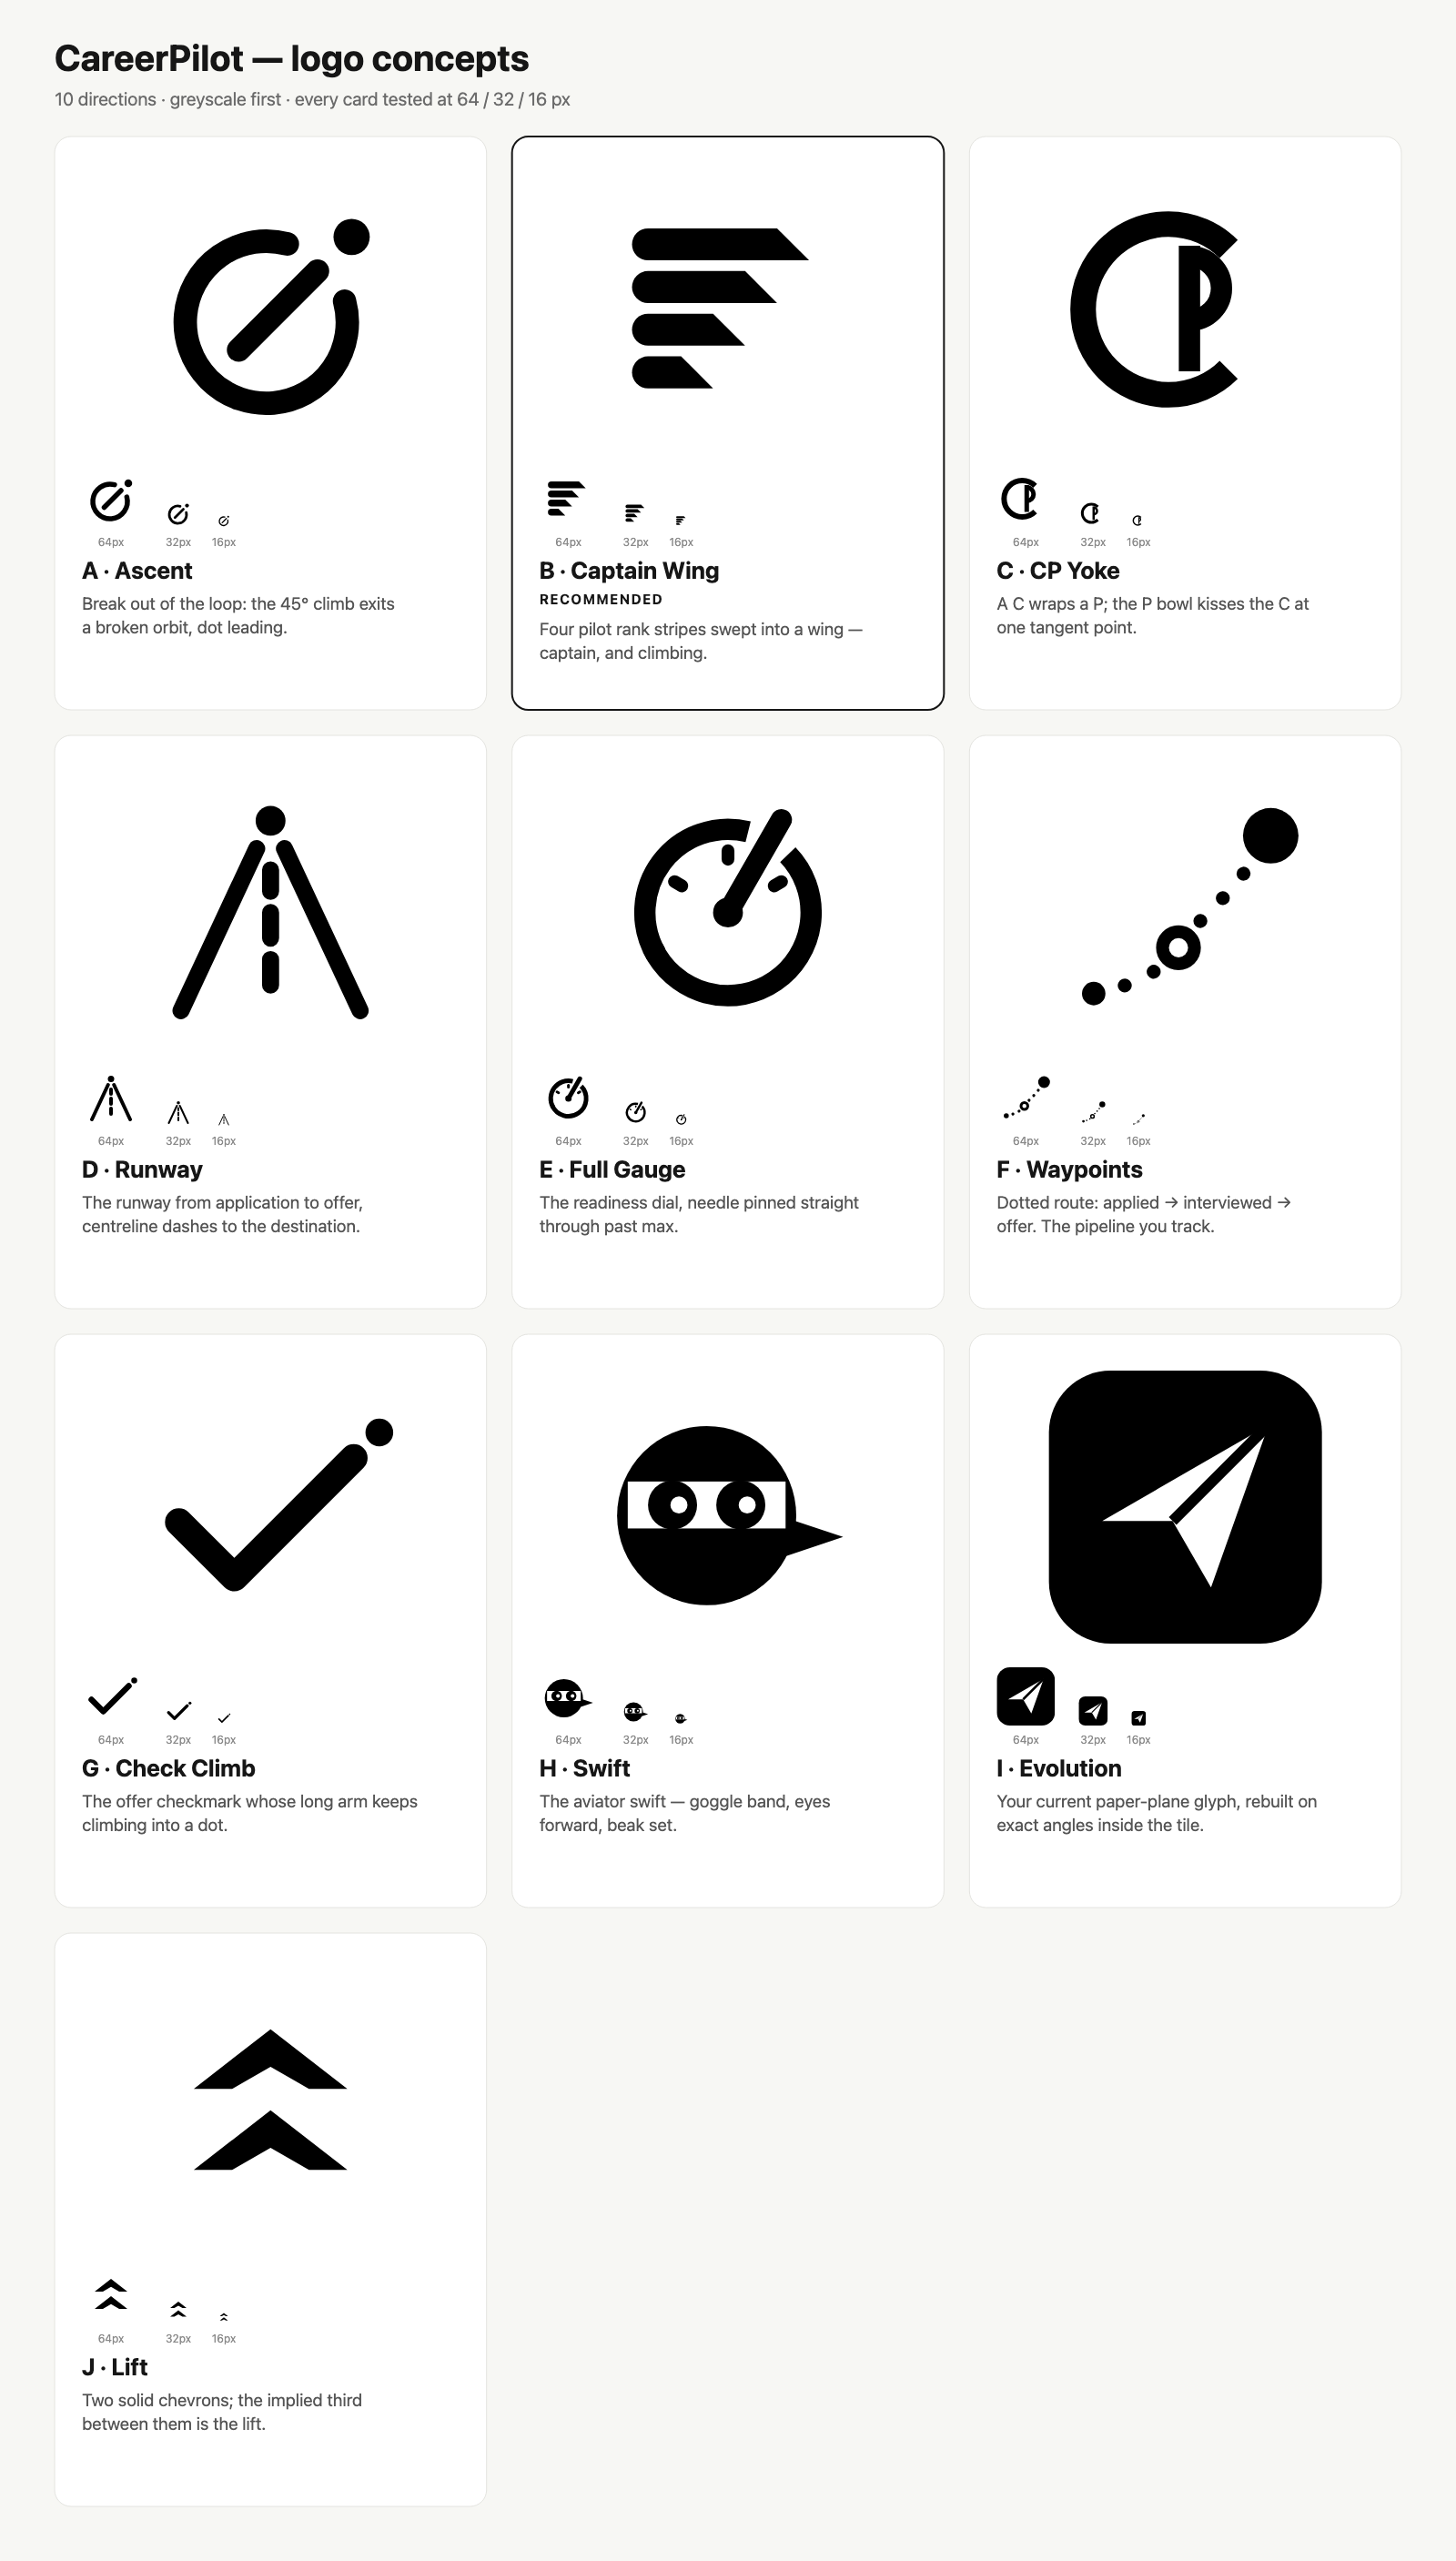 CareerPilot — logo concepts
10 directions · greyscale first · every card tested at 64 / 32 / 16 px
64px 32px 16px
A · Ascent
Break out of the loop: the 45° climb exits
a broken orbit, dot leading.
64px 32px 16px
B · Captain Wing
RECOMMENDED
Four pilot rank stripes swept into a wing —
captain, and climbing.
CP
64px 32px 16px
C · CP Yoke
A C wraps a P; the P bowl kisses the C at
one tangent point.
64px 32px 16px
D · Runway
The runway from application to offer,
centreline dashes to the destination.
64px 32px 16px
E · Full Gauge
The readiness dial, needle pinned straight
through past max.
64px 32px 16px
F · Waypoints
Dotted route: applied → interviewed →
offer. The pipeline you track.
64px 32px 16px
G · Check Climb
The offer checkmark whose long arm keeps
climbing into a dot.
64px 32px 16px
H · Swift
The aviator swift — goggle band, eyes
forward, beak set.
64px 32px 16px
I · Evolution
Your current paper-plane glyph, rebuilt on
exact angles inside the tile.
64px 32px 16px
J · Lift
Two solid chevrons; the implied third
between them is the lift.